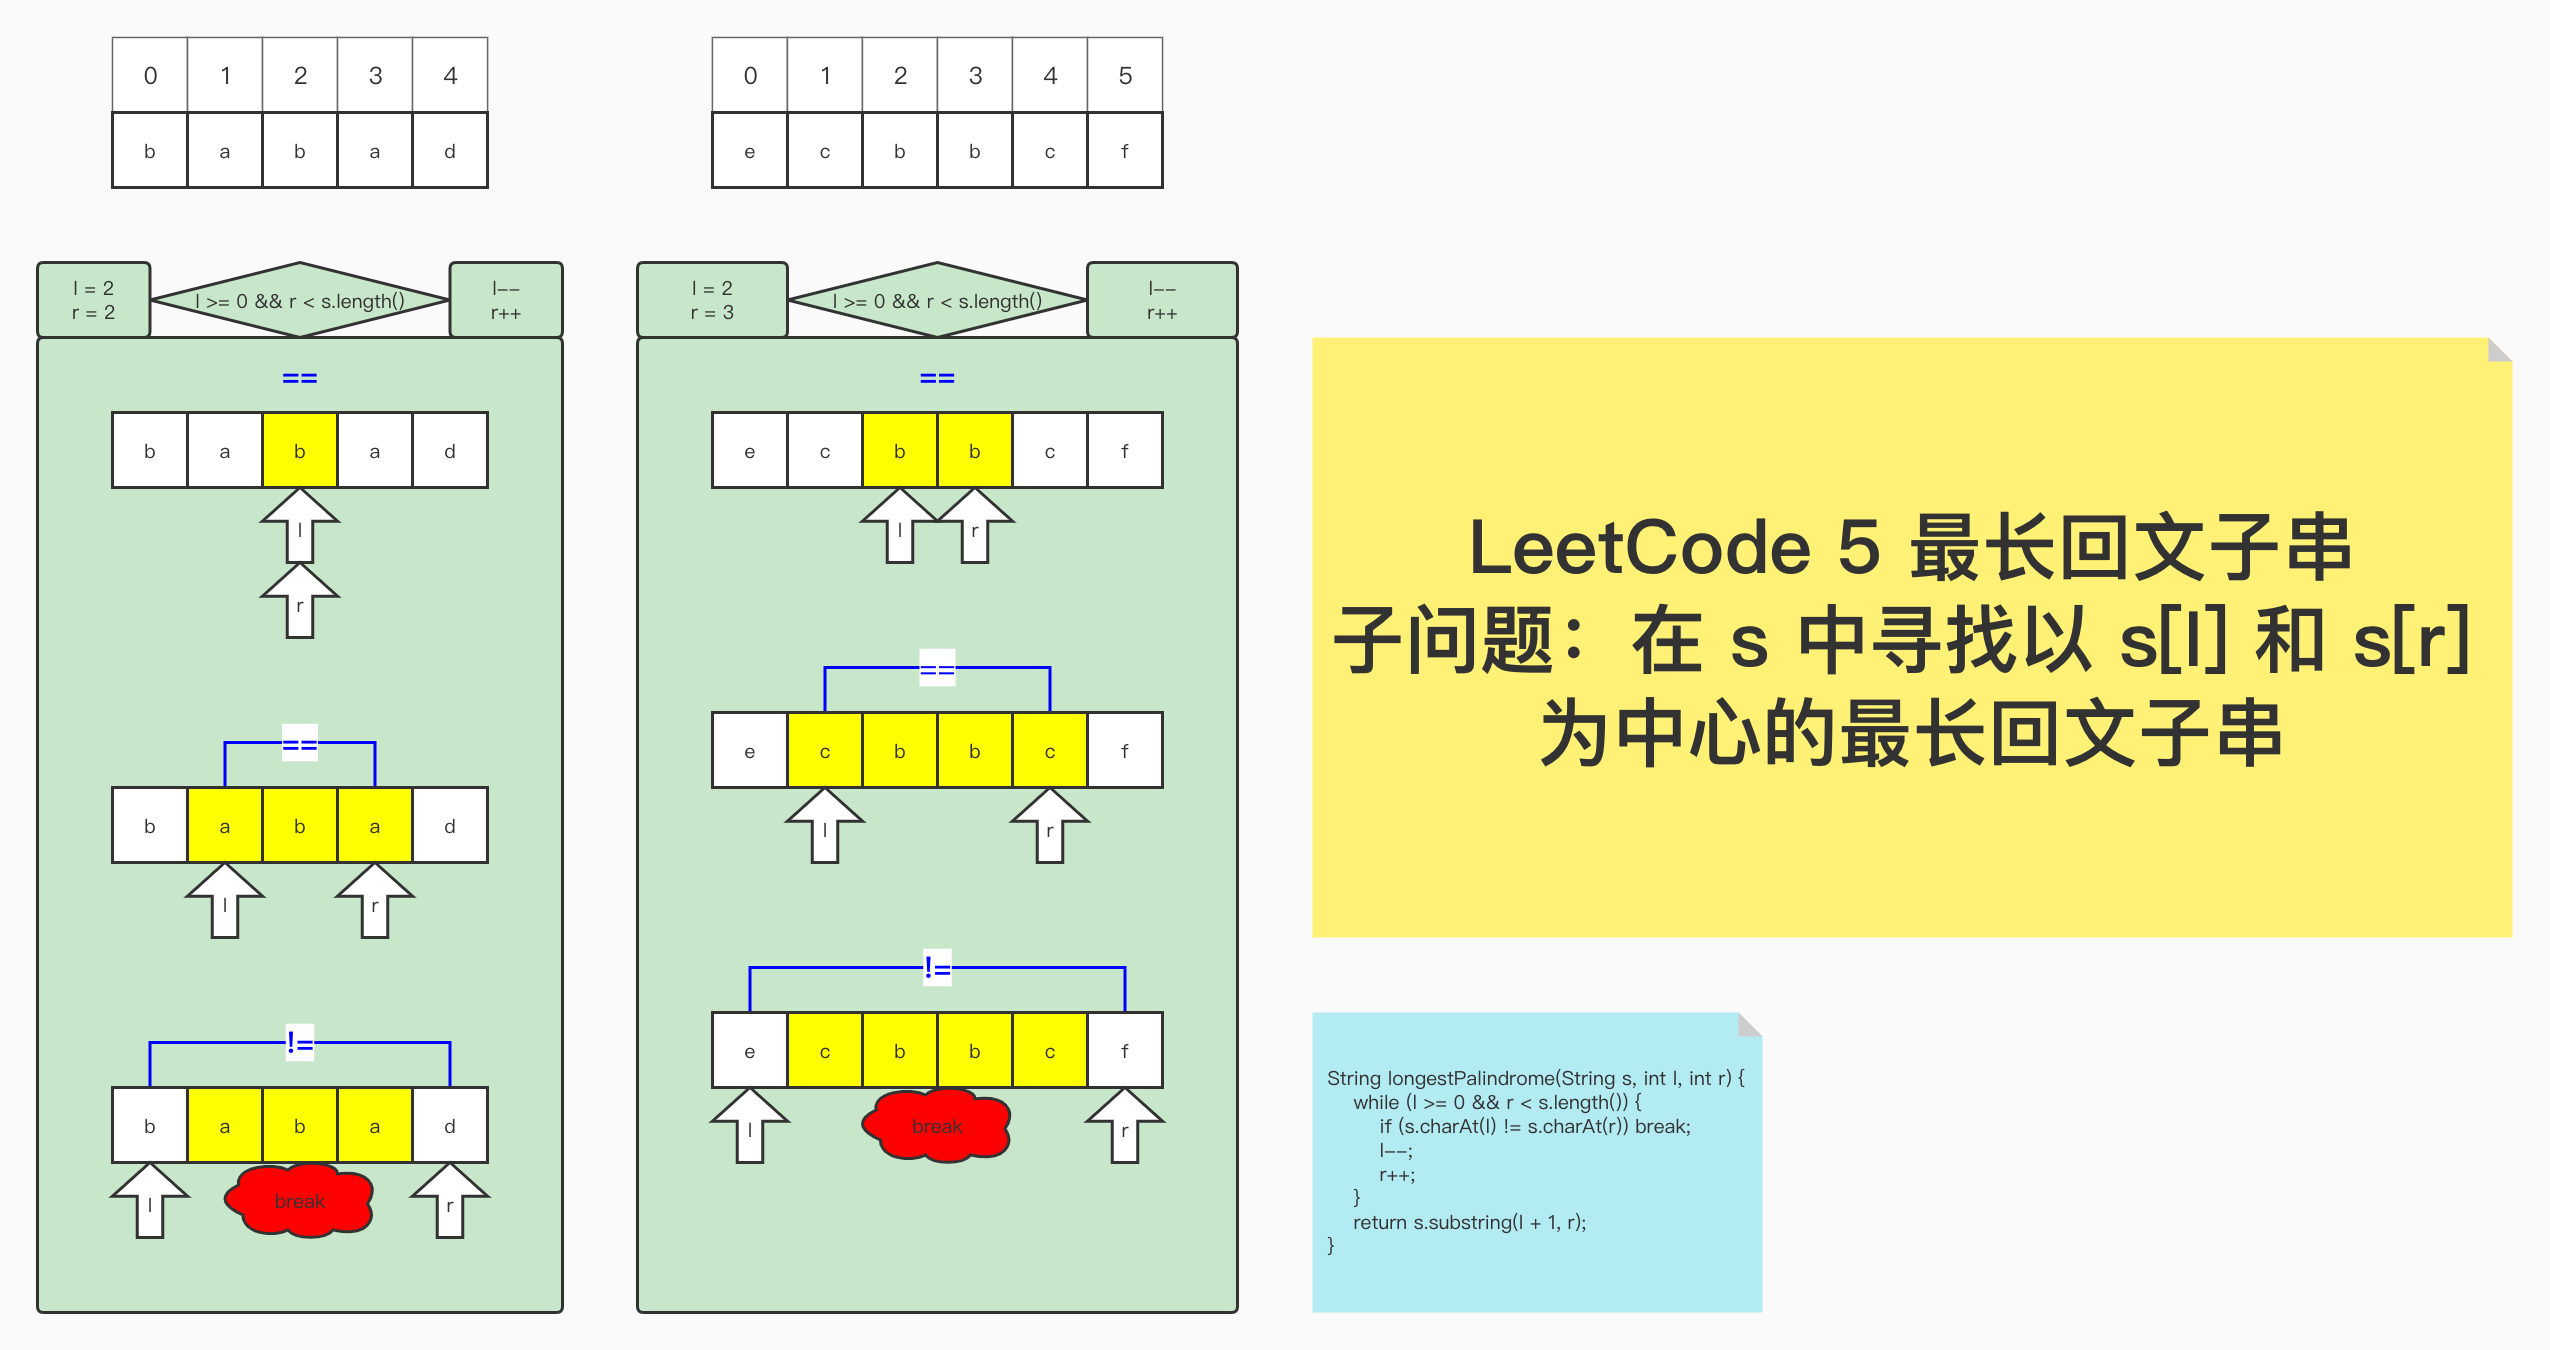 0 1 2 3 4
b a b a d
l = 2
r = 2
l >= 0 && r < s.length()
l--
r++
==
b a b a d
l
r
==
b a b a d
l r
!=
b a b a d
l break r
0 1 2 3 4 5
e c b b c f
l = 2
r = 3
l >= 0 && r < s.length()
l--
r++
==
e c b b c f
l r
==
e c b b c f
l r
!=
e c b b c f
l break r
LeetCode 5 最长回文子串
子问题：在 s 中寻找以 s[l] 和 s[r]
为中心的最长回文子串
String longestPalindrome(String s, int l, int r) {
while (l >= 0 && r < s.length()) {
if (s.charAt(l) != s.charAt(r)) break;
l--;
r++;
}
return s.substring(l + 1, r);
}